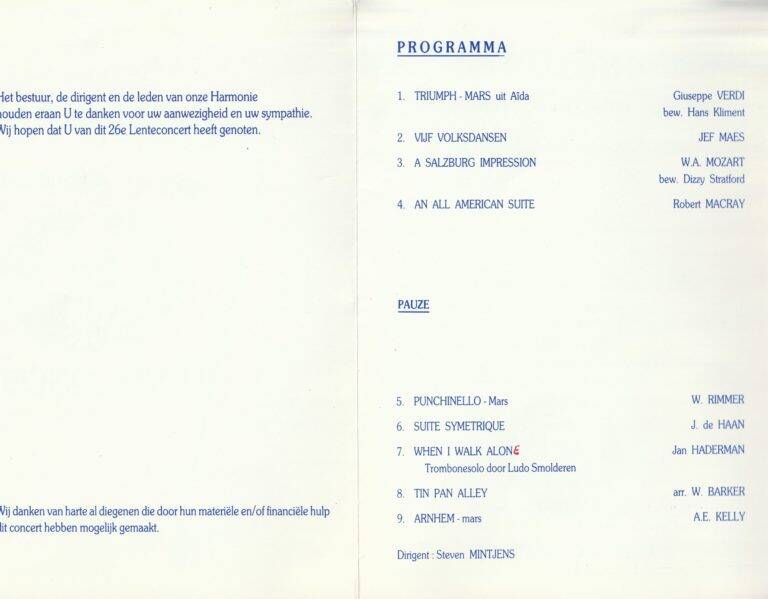 Het bestuur, de dirigent en de leden van onze Harmonie
houden eraan U te danken voor uw aanwezigheid en uw sympathie.
Wij hopen dat U van dit 26e Lenteconcert heeft genoten.
Wij danken van harte al diegenen die door hun materiële en/of financiële hulp
dit concert hebben mogelijk gemaakt.
PROGRAMMA
1. TRIUMPH - MARS uit Aïda Giuseppe VERDI
bew. Hans Kliment
2. VIJF VOLKSDANSEN JEF MAES
3. A SALZBURG IMPRESSION W.A. MOZART
bew. Dizzy Stratford
4. AN ALL AMERICAN SUITE Robert MACRAY
PAUZE
5. PUNCHINELLO - Mars W. RIMMER
6. SUITE SYMETRIQUE J. de HAAN
7. WHEN I WALK ALONE Jan HADERMAN
Trombonesolo door Ludo Smolderen
8. TIN PAN ALLEY arr. W. BARKER
9. ARNHEM - mars A.E. KELLY
Dirigent : Steven MINTJENS